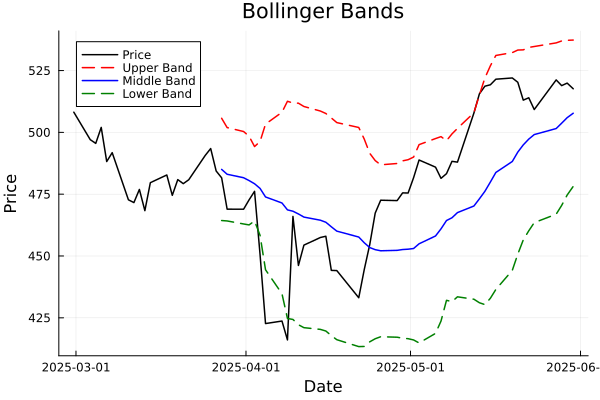 Bollinger Bands
Price
Upper Band
Middle Band
Lower Band
Price
525
500
475
450
425
2025-03-01
2025-04-01
2025-05-01
2025-06-
Date